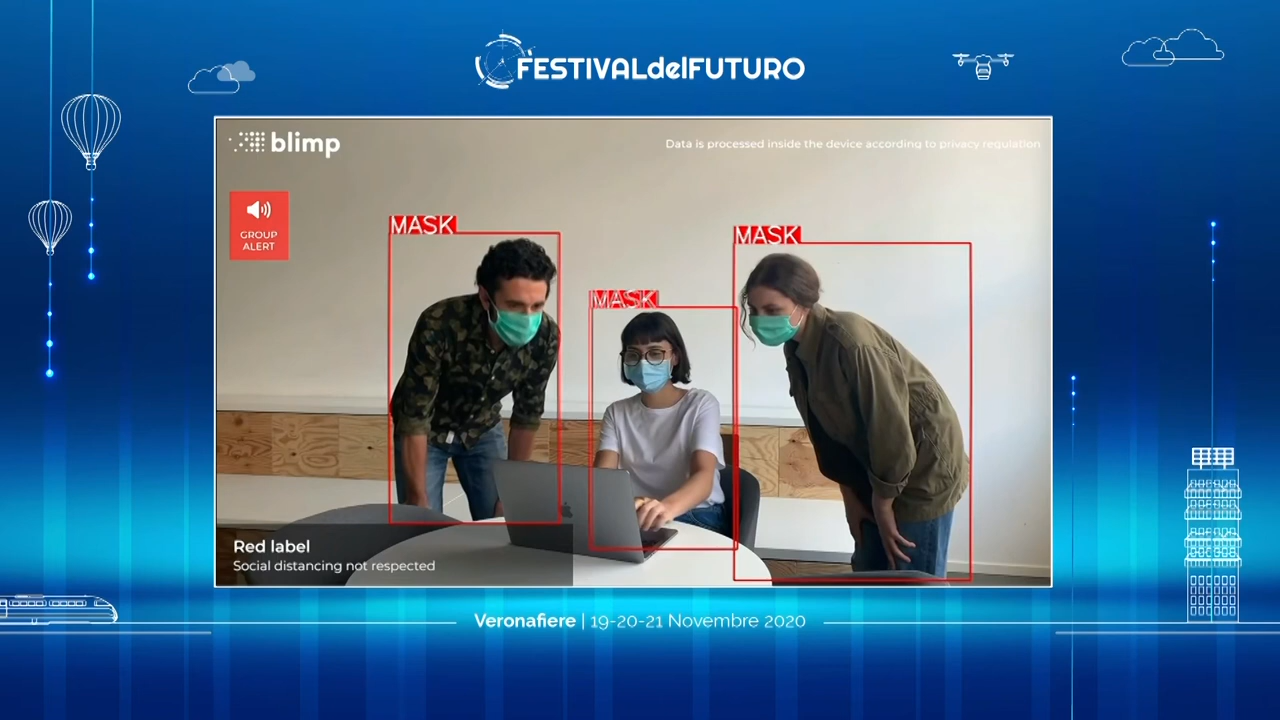 FESTIVALdelFUTURO
blimp
Data is processed inside the device according to privacy regulation
GROUP
ALERT
MASK
MASK
MASK
Red label
Social distancing not respected
Veronafiere | 19-20-21 Novembre 2020